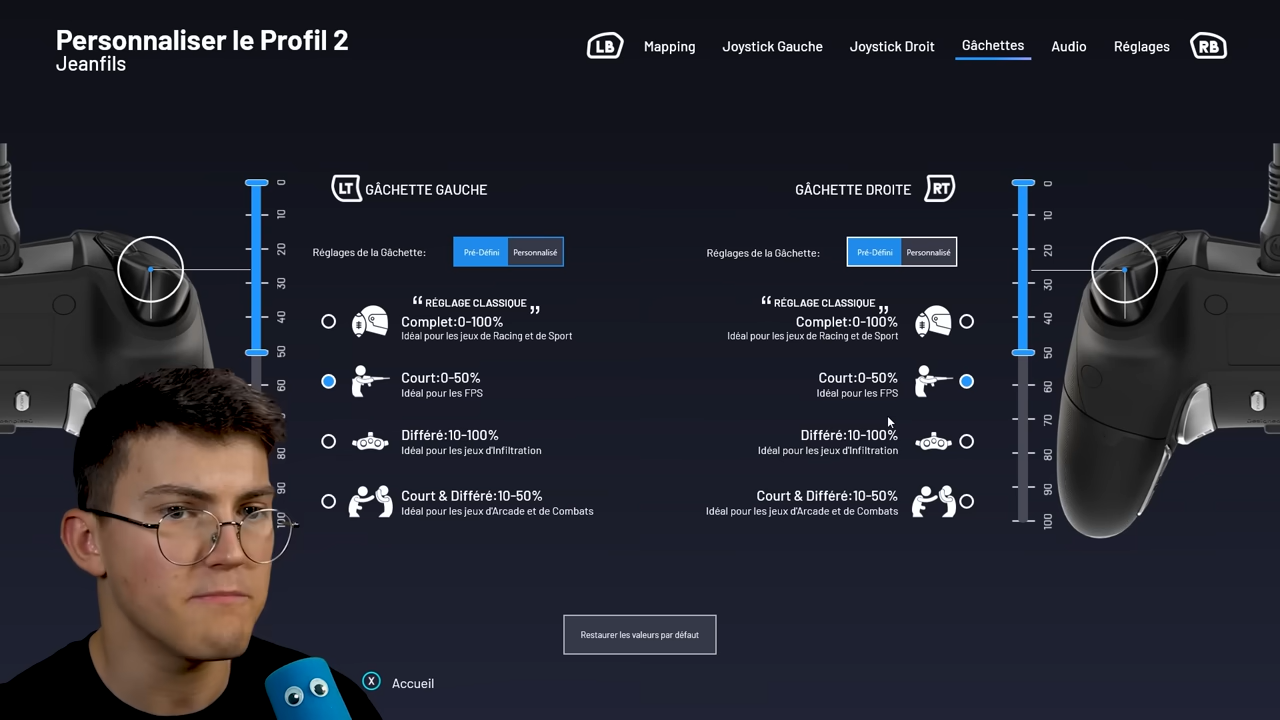 Personnaliser le Profil 2
Jeanfils
LB Mapping Joystick Gauche Joystick Droit Gâchettes Audio Réglages RB
LT GÂCHETTE GAUCHE
Réglages de la Gâchette: Pré-Défini Personnalisé
“ RÉGLAGE CLASSIQUE „
Complet:0-100%
Idéal pour les jeux de Racing et de Sport
Court:0-50%
Idéal pour les FPS
Différé:10-100%
Idéal pour les jeux d'Infiltration
Court & Différé:10-50%
Idéal pour les jeux d'Arcade et de Combats
0
10
20
30
40
50
60
80
90
100
GÂCHETTE DROITE RT
Réglages de la Gâchette: Pré-Défini Personnalisé
“ RÉGLAGE CLASSIQUE „
Complet:0-100%
Idéal pour les jeux de Racing et de Sport
Court:0-50%
Idéal pour les FPS
Différé:10-100%
Idéal pour les jeux d'Infiltration
Court & Différé:10-50%
Idéal pour les jeux d'Arcade et de Combats
0
10
20
30
40
50
60
70
80
90
100
Restaurer les valeurs par défaut
X Accueil